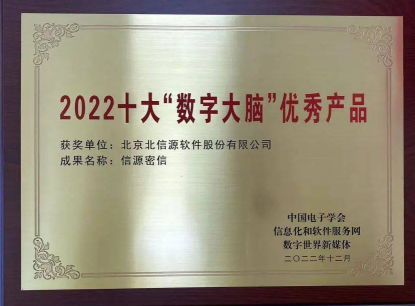 2022十大“数字大脑”优秀产品
获奖单位：北京北信源软件股份有限公司
成果名称：信源密信
中国电子学会
信息化和软件服务网
数字世界新媒体
二〇二二年十二月